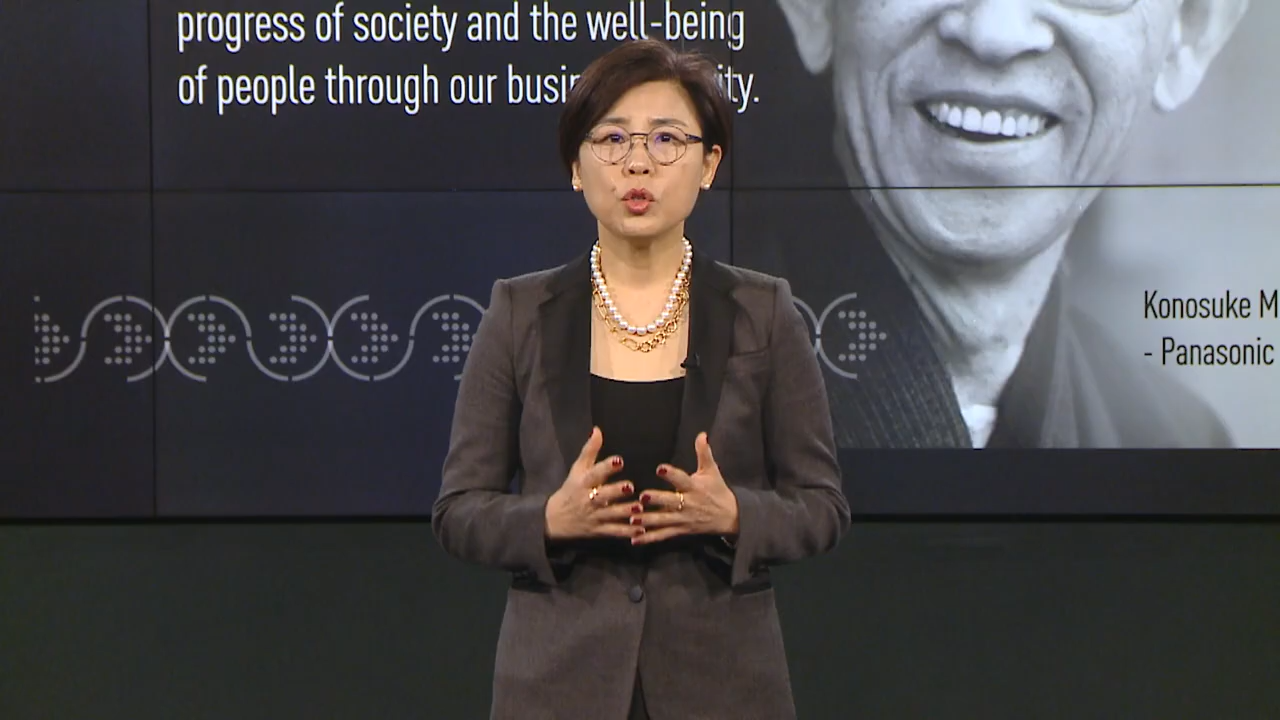 progress of society and the well-being
of people through our busi ity.
Konosuke M
- Panasonic